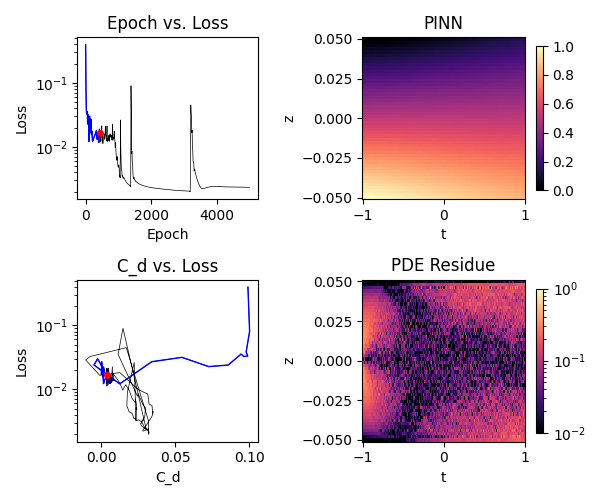 Epoch vs. Loss
Loss
10⁻¹
10⁻²
0 2000 4000
Epoch
PINN
z
0.050
0.025
0.000
−0.025
−0.050
−1 0 1
t
1.0
0.8
0.6
0.4
0.2
0.0
C_d vs. Loss
Loss
10⁻¹
10⁻²
0.00 0.05 0.10
C_d
PDE Residue
z
0.050
0.025
0.000
−0.025
−0.050
−1 0 1
t
10⁰
10⁻¹
10⁻²